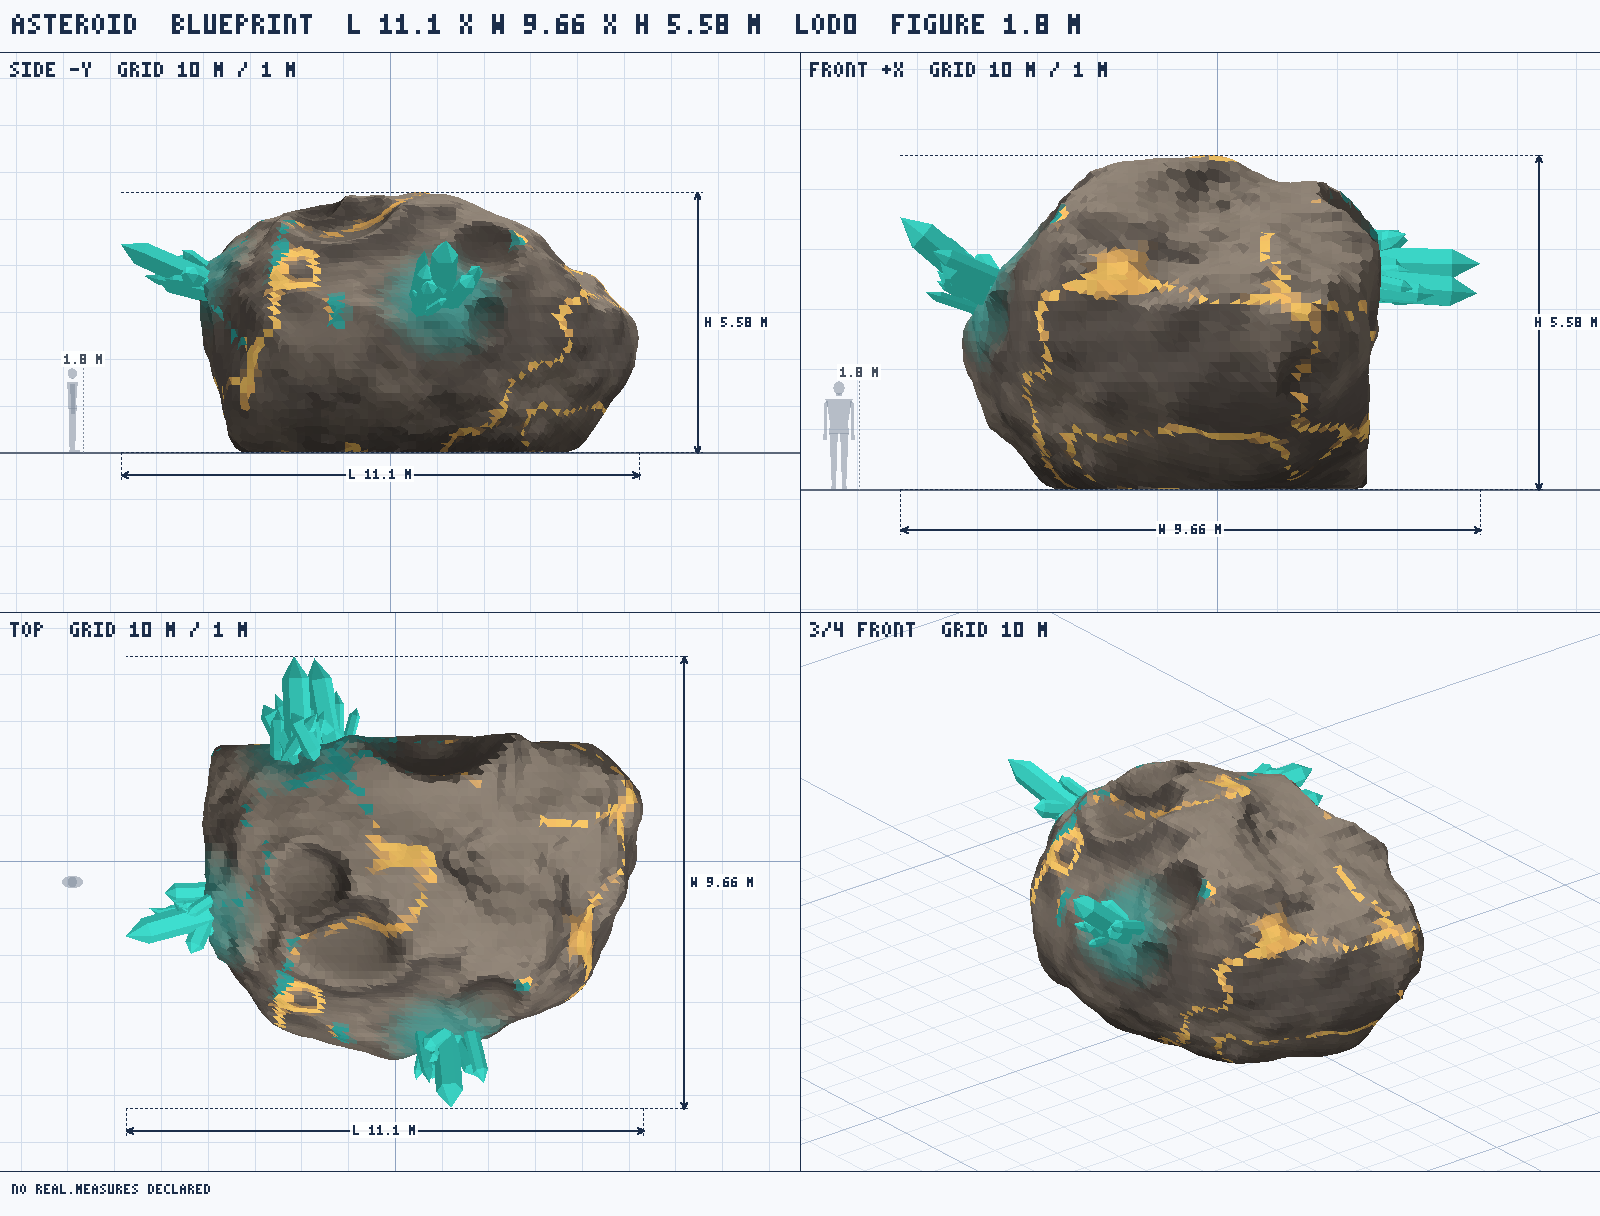 ASTEROID BLUEPRINT L 11.1 X W 9.66 X H 5.58 M LOD0 FIGURE 1.8 M
SIDE -Y GRID 10 M / 1 M
1.8 M
H 5.58 M
L 11.1 M
FRONT +X GRID 10 M / 1 M
1.8 M
H 5.58 M
W 9.66 M
TOP GRID 10 M / 1 M
W 9.66 M
L 11.1 M
3/4 FRONT GRID 10 M
NO REAL.MEASURES DECLARED